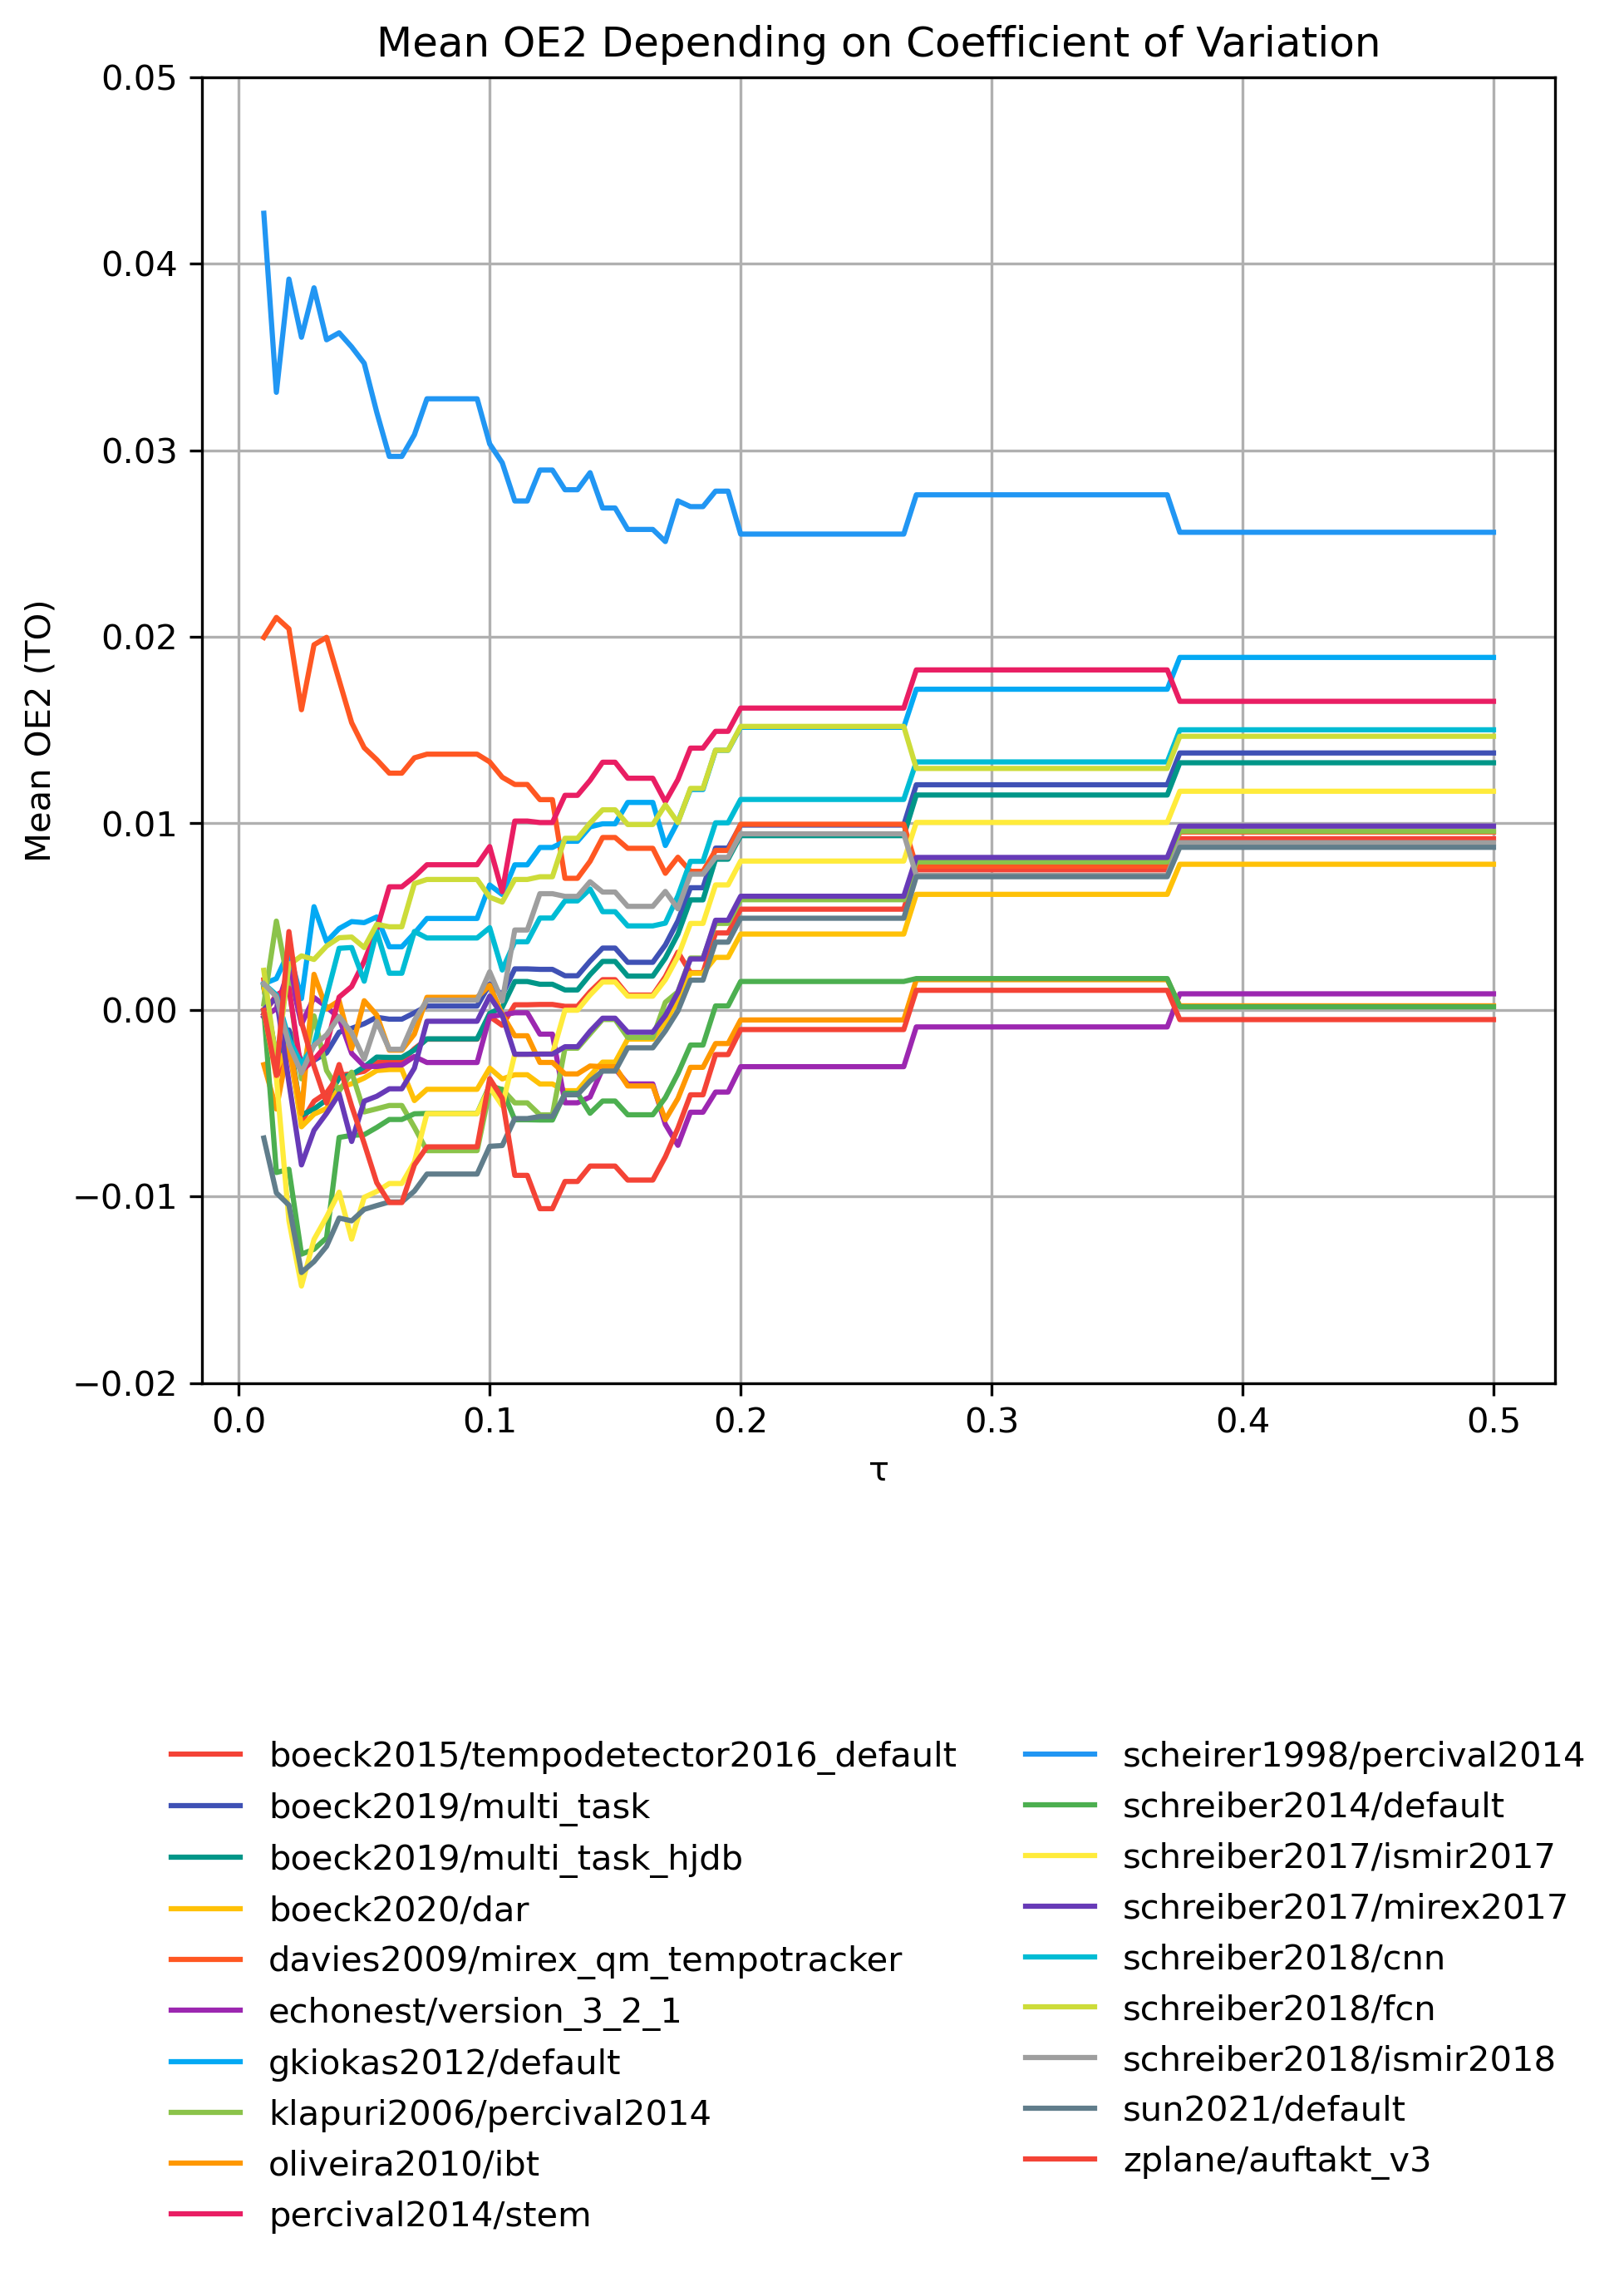 Mean OE2 Depending on Coefficient of Variation
0.05
0.04
0.03
0.02
0.01
0.00
−0.01
−0.02
Mean OE2 (TO)
0.0 0.1 0.2 0.3 0.4 0.5
τ
boeck2015/tempodetector2016_default
boeck2019/multi_task
boeck2019/multi_task_hjdb
boeck2020/dar
davies2009/mirex_qm_tempotracker
echonest/version_3_2_1
gkiokas2012/default
klapuri2006/percival2014
oliveira2010/ibt
percival2014/stem
scheirer1998/percival2014
schreiber2014/default
schreiber2017/ismir2017
schreiber2017/mirex2017
schreiber2018/cnn
schreiber2018/fcn
schreiber2018/ismir2018
sun2021/default
zplane/auftakt_v3